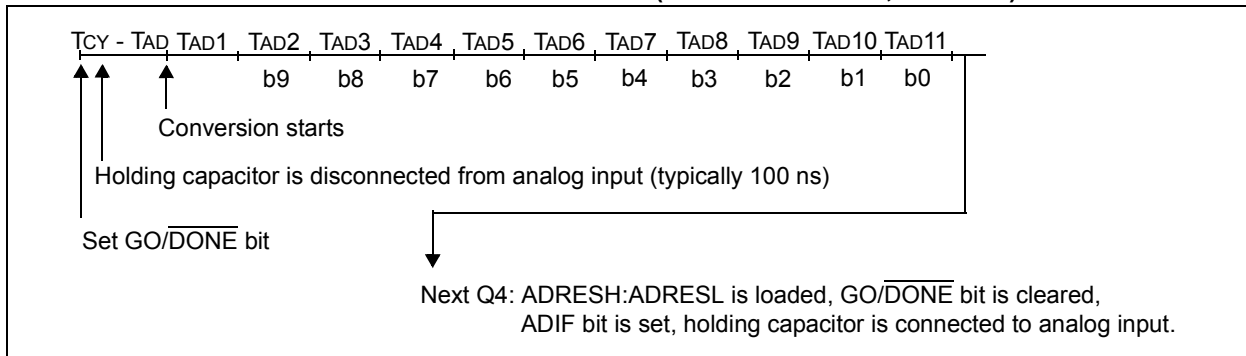 TCY - TAD TAD1 TAD2 TAD3 TAD4 TAD5 TAD6 TAD7 TAD8 TAD9 TAD10 TAD11
b9 b8 b7 b6 b5 b4 b3 b2 b1 b0
Conversion starts
Holding capacitor is disconnected from analog input (typically 100 ns)
Set GO/DONE bit
Next Q4: ADRESH:ADRESL is loaded, GO/DONE bit is cleared,
ADIF bit is set, holding capacitor is connected to analog input.